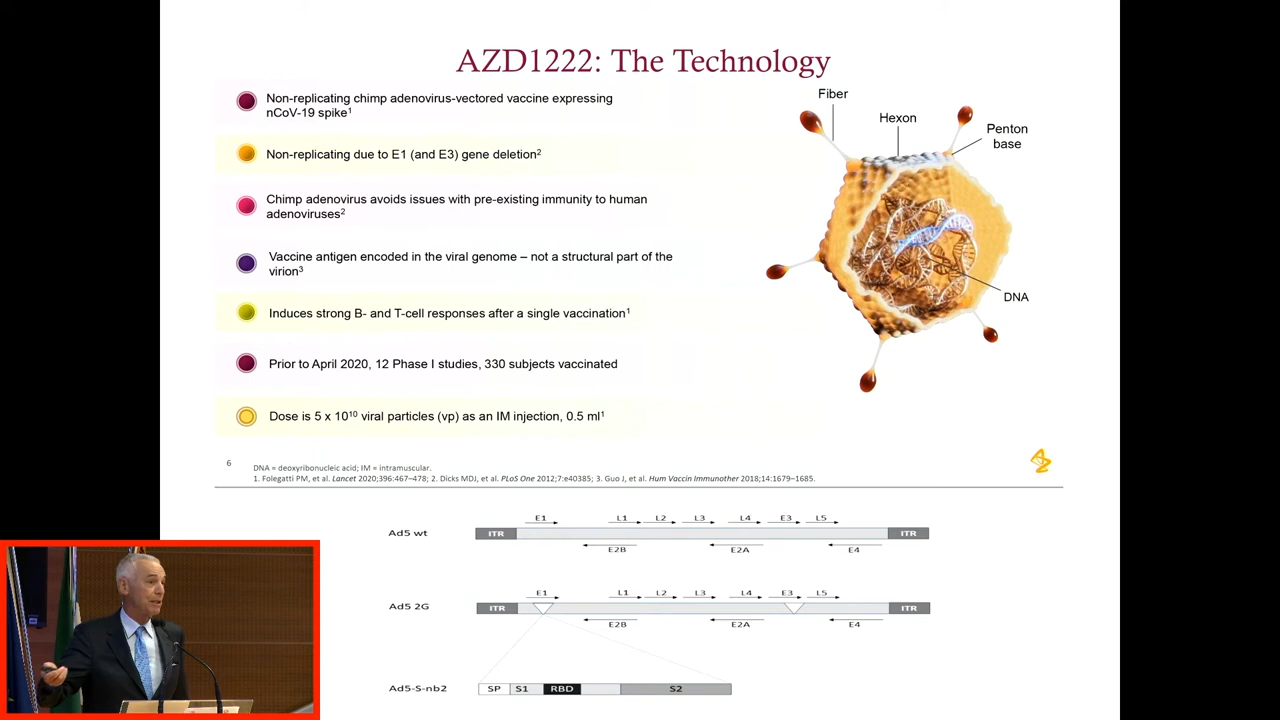 AZD1222: The Technology
Non-replicating chimp adenovirus-vectored vaccine expressing
nCoV-19 spike¹
Non-replicating due to E1 (and E3) gene deletion²
Chimp adenovirus avoids issues with pre-existing immunity to human
adenoviruses²
Vaccine antigen encoded in the viral genome – not a structural part of the
virion³
Induces strong B- and T-cell responses after a single vaccination¹
Prior to April 2020, 12 Phase I studies, 330 subjects vaccinated
Dose is 5 x 10¹⁰ viral particles (vp) as an IM injection, 0.5 ml¹
Fiber
Hexon
Penton
base
DNA
6
DNA = deoxyribonucleic acid; IM = intramuscular.
1. Folegatti PM, et al. Lancet 2020;396:467–478; 2. Dicks MDJ, et al. PLoS One 2012;7:e40385; 3. Guo J, et al. Hum Vaccin Immunother 2018;14:1679–1685.
E1 L1 L2 L3 L4 E3 L5
Ad5 wt ITR ITR
E2B E2A E4
E1 L1 L2 L3 L4 E3 L5
Ad5 2G ITR ITR
E2B E2A E4
Ad5-S-nb2 SP S1 RBD S2